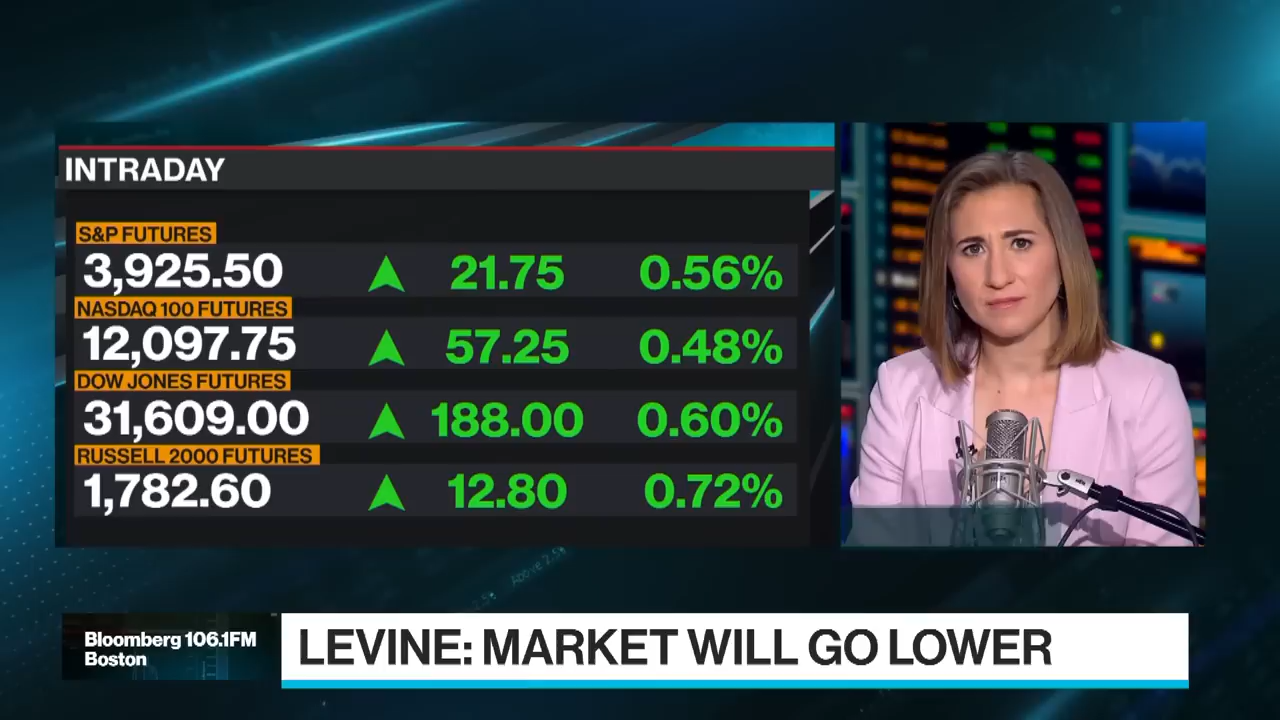 INTRADAY
S&P FUTURES
3,925.50 ▲ 21.75 0.56%
NASDAQ 100 FUTURES
12,097.75 ▲ 57.25 0.48%
DOW JONES FUTURES
31,609.00 ▲ 188.00 0.60%
RUSSELL 2000 FUTURES
1,782.60 ▲ 12.80 0.72%
Bloomberg 106.1FM
Boston
LEVINE: MARKET WILL GO LOWER